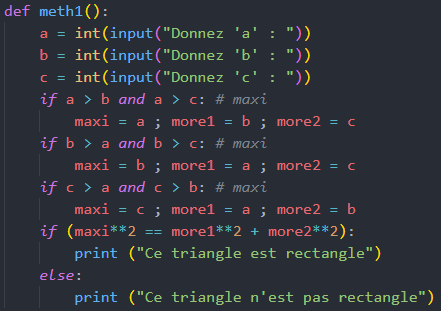 def meth1():
    a = int(input("Donnez 'a' : "))
    b = int(input("Donnez 'b' : "))
    c = int(input("Donnez 'c' : "))
    if a > b and a > c: # maxi
        maxi = a ; more1 = b ; more2 = c
    if b > a and b > c: # maxi
        maxi = b ; more1 = a ; more2 = c
    if c > a and c > b: # maxi
        maxi = c ; more1 = a ; more2 = b
    if (maxi**2 == more1**2 + more2**2):
        print ("Ce triangle est rectangle")
    else:
        print ("Ce triangle n'est pas rectangle")